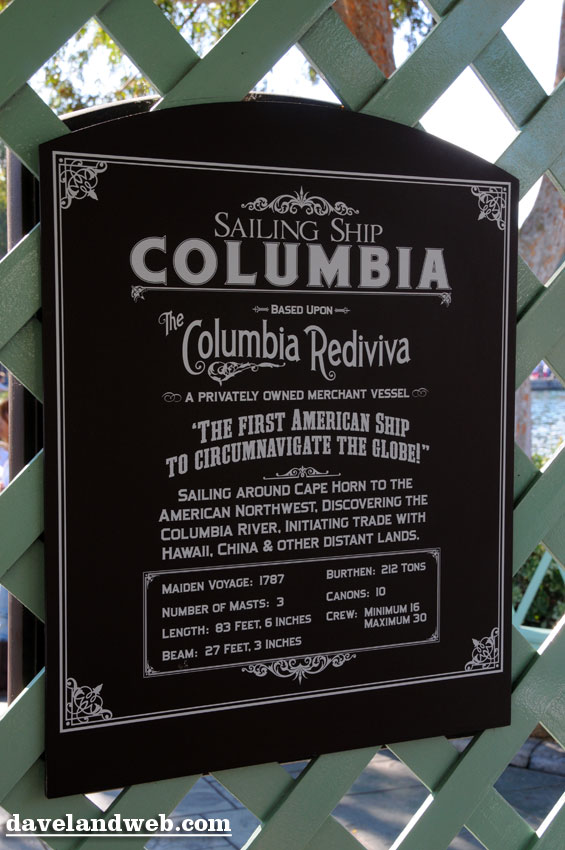 SAILING SHIP
COLUMBIA
BASED UPON
The Columbia Rediviva
A PRIVATELY OWNED MERCHANT VESSEL
"THE FIRST AMERICAN SHIP
TO CIRCUMNAVIGATE THE GLOBE!"
SAILING AROUND CAPE HORN TO THE
AMERICAN NORTHWEST, DISCOVERING THE
COLUMBIA RIVER, INITIATING TRADE WITH
HAWAII, CHINA & OTHER DISTANT LANDS.
MAIDEN VOYAGE: 1787
NUMBER OF MASTS: 3
LENGTH: 83 FEET, 6 INCHES
BEAM: 27 FEET, 3 INCHES
BURTHEN: 212 TONS
CANONS: 10
CREW: MINIMUM 16
MAXIMUM 30
davelandweb.com